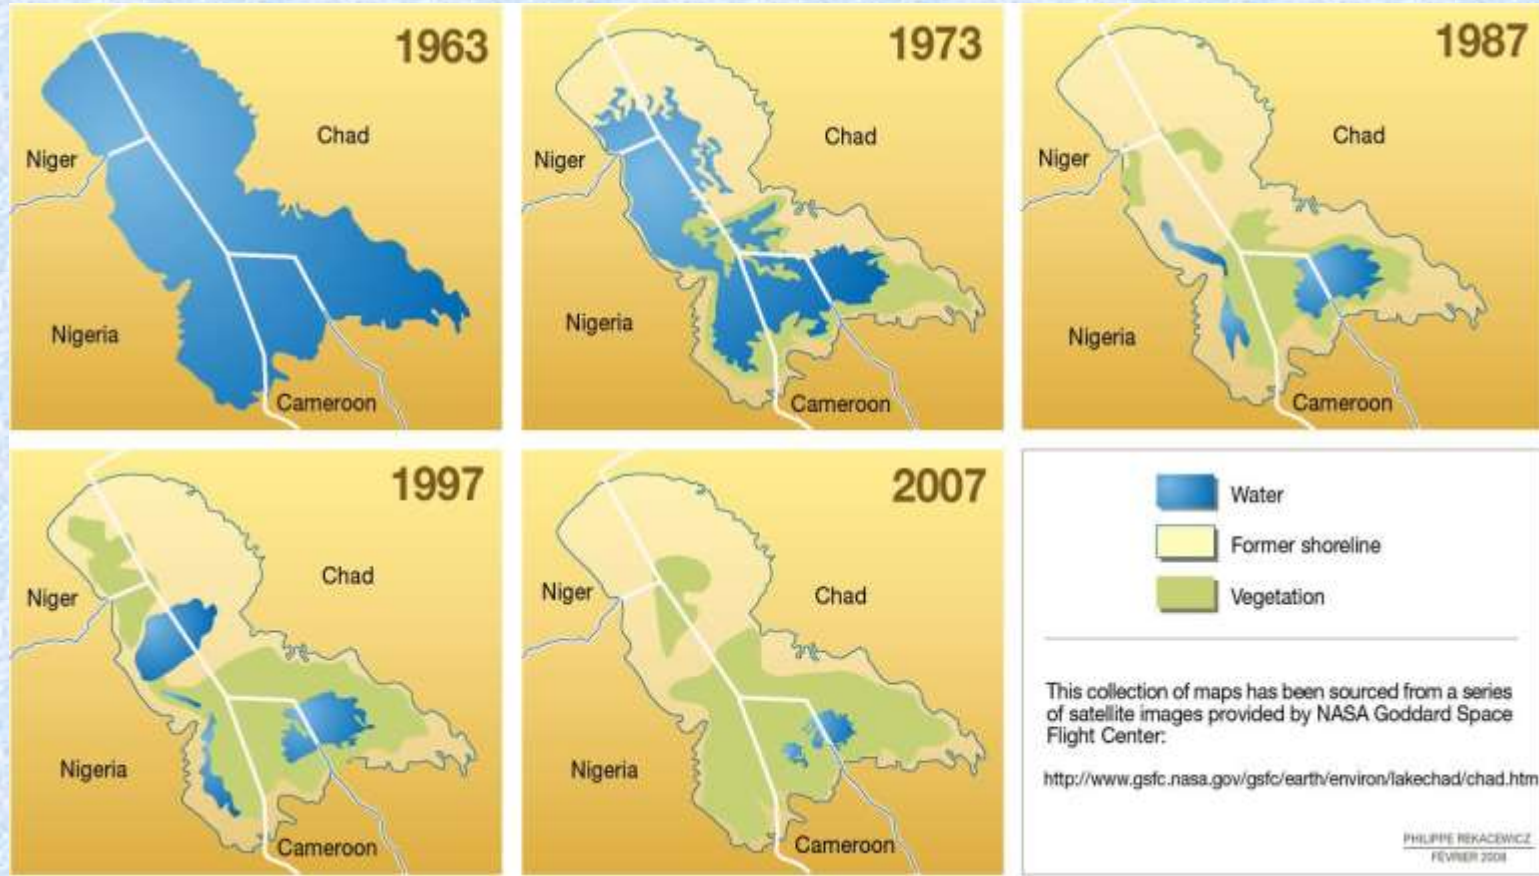 1963
Chad
Niger
Nigeria
Cameroon
1973
Chad
Niger
Nigeria
Cameroon
1987
Chad
Niger
Nigeria
Cameroon
1997
Chad
Niger
Nigeria
Cameroon
2007
Chad
Niger
Nigeria
Cameroon
Water
Former shoreline
Vegetation
This collection of maps has been sourced from a series
of satellite images provided by NASA Goddard Space
Flight Center:
http://www.gsfc.nasa.gov/gsfc/earth/environ/lakechad/chad.htm
PHILIPPE REKACEWICZ
FÉVRIER 2008